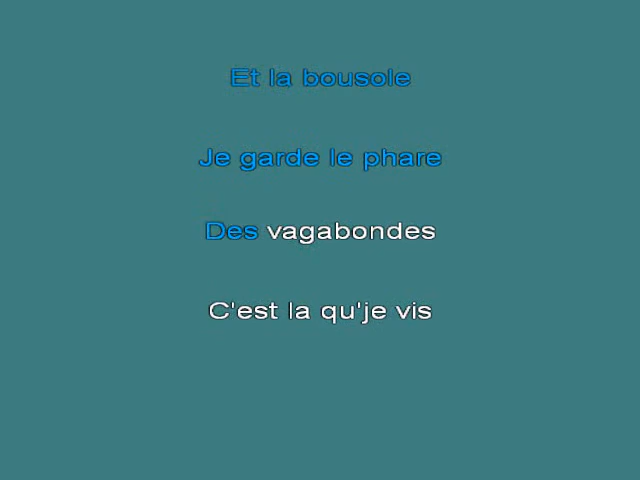 Et la bousole
Je garde le phare
Des vagabondes
C'est la qu'je vis